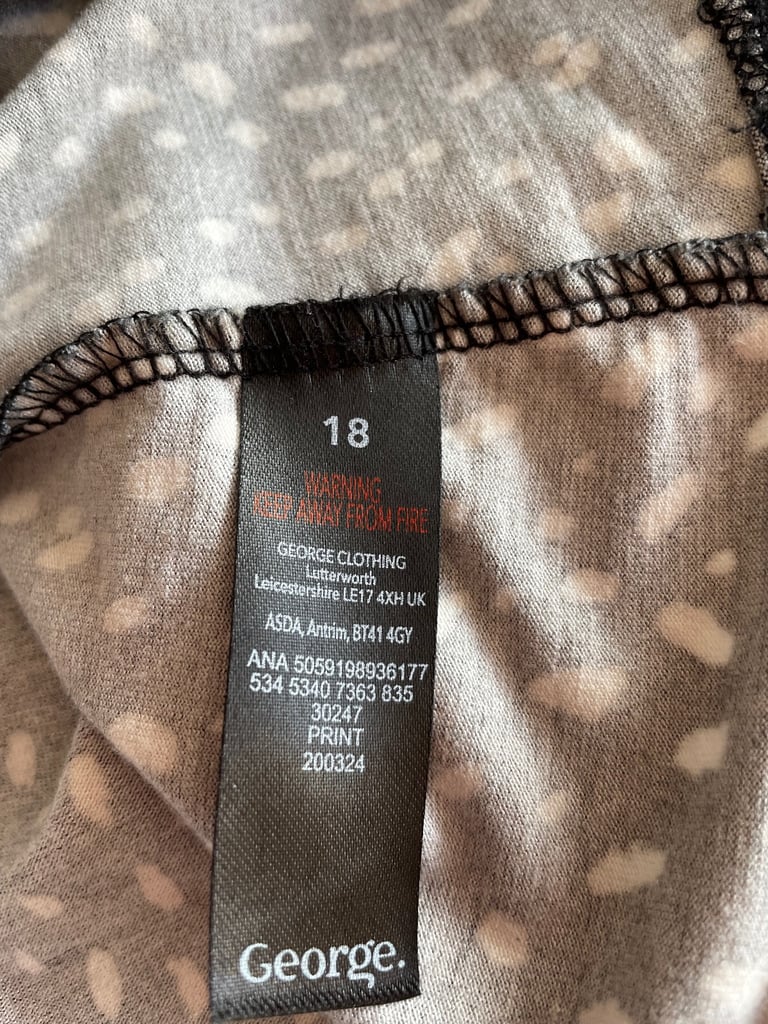 18
WARNING
KEEP AWAY FROM FIRE
GEORGE CLOTHING
Lutterworth
Leicestershire LE17 4XH UK
ASDA, Antrim, BT41 4GY
ANA 5059198936177
534 5340 7363 835
30247
PRINT
200324
George.